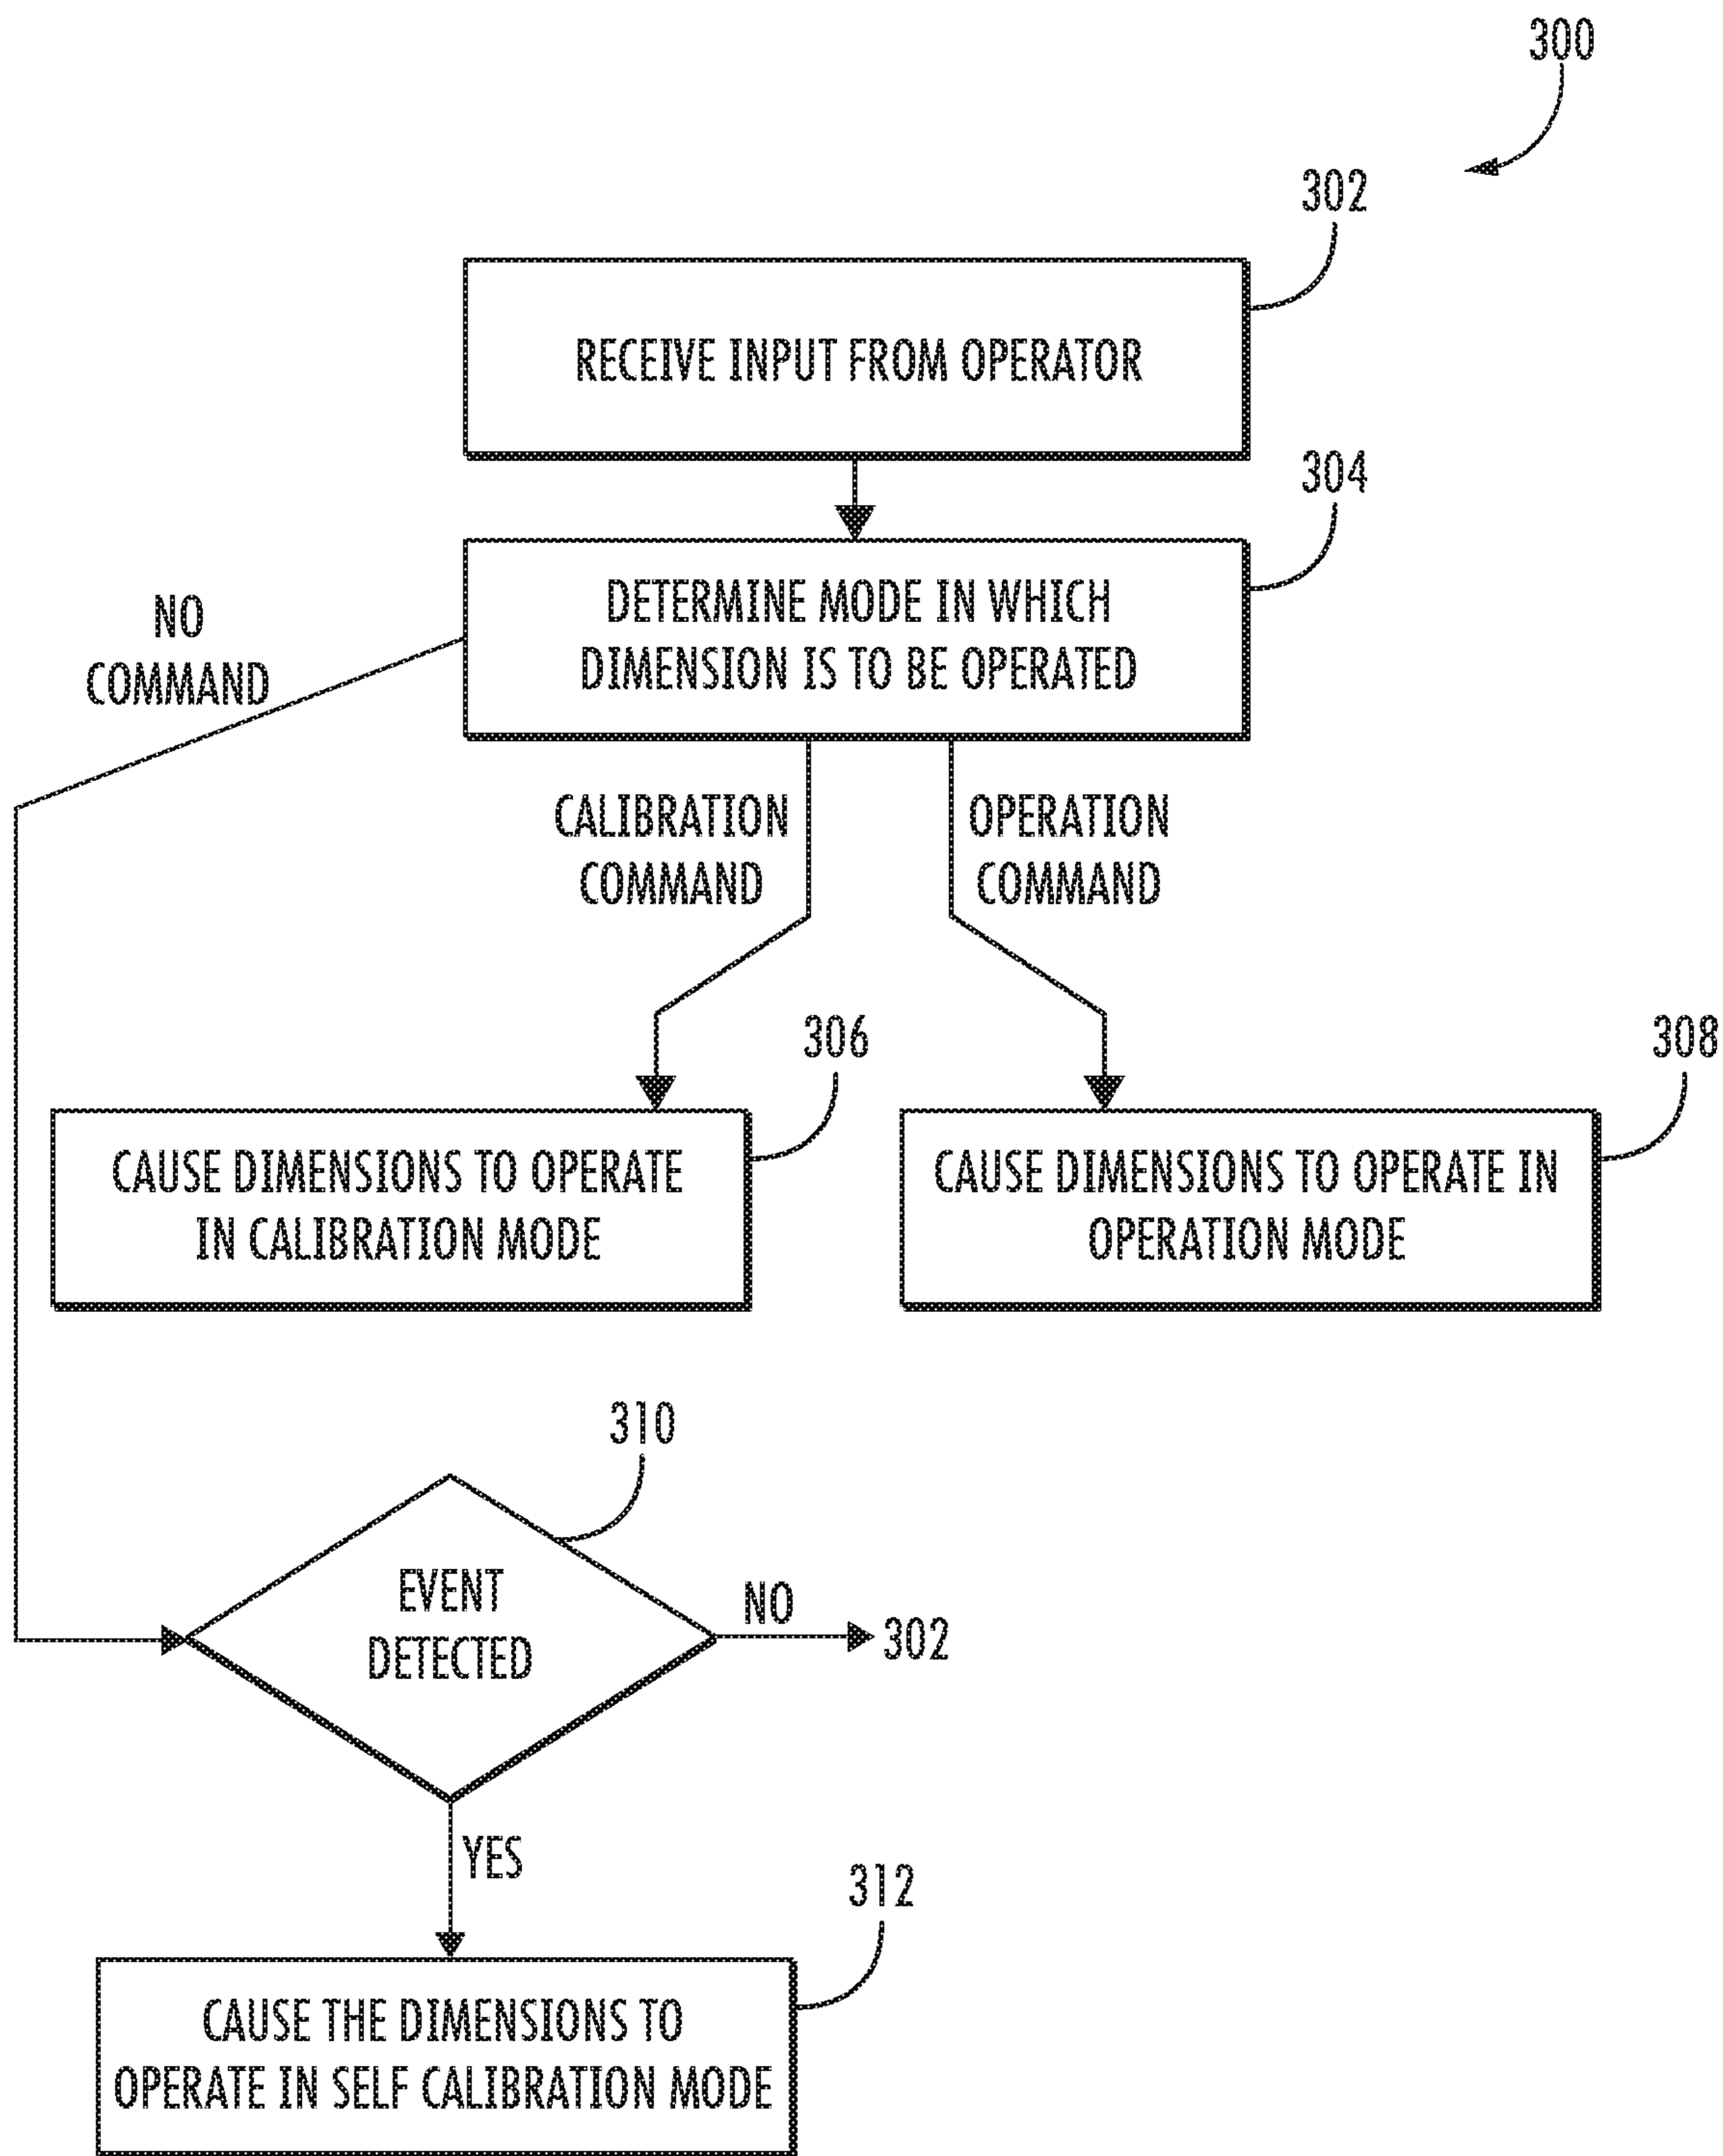 300
302
RECEIVE INPUT FROM OPERATOR
304
DETERMINE MODE IN WHICH
DIMENSION IS TO BE OPERATED
NO
COMMAND
CALIBRATION
COMMAND
OPERATION
COMMAND
306
CAUSE DIMENSIONS TO OPERATE
IN CALIBRATION MODE
308
CAUSE DIMENSIONS TO OPERATE IN
OPERATION MODE
310
EVENT
DETECTED
NO
302
YES
312
CAUSE THE DIMENSIONS TO
OPERATE IN SELF CALIBRATION MODE